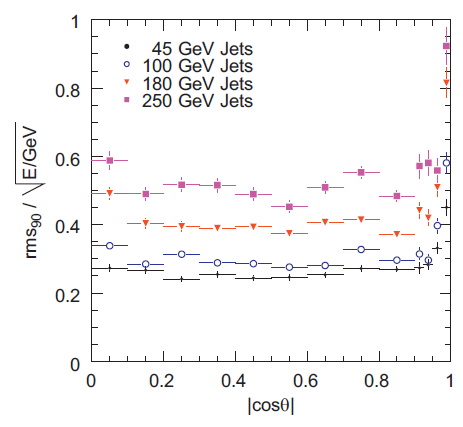 1
45 GeV Jets
100 GeV Jets
180 GeV Jets
250 GeV Jets
0.8
0.6
0.4
0.2
0
rms90 / √E/GeV
0 0.2 0.4 0.6 0.8 1
|cosθ|